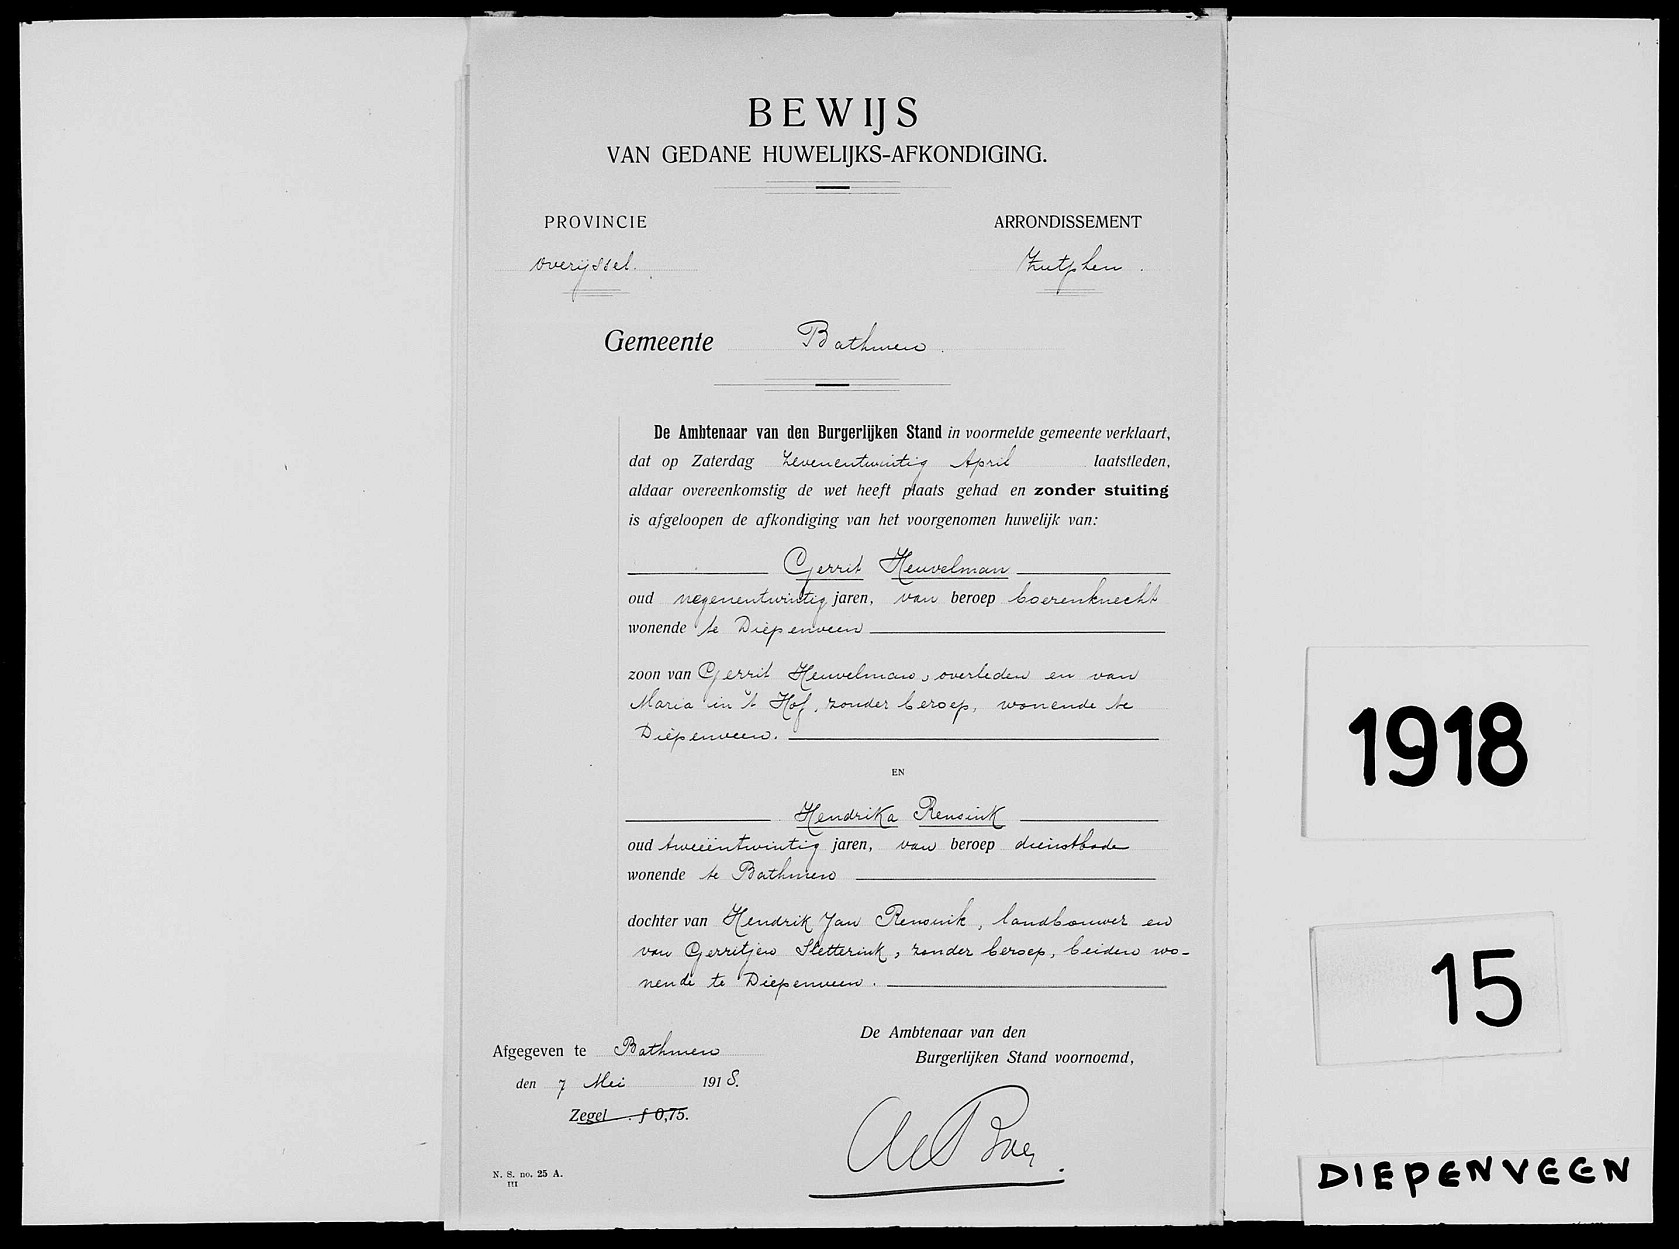 BEWIJS
VAN GEDANE HUWELIJKS-AFKONDIGING.
PROVINCIE
Overijssel.
ARRONDISSEMENT
Zutphen.
Gemeente Bathmen.
De Ambtenaar van den Burgerlijken Stand in voormelde gemeente verklaart,
dat op Zaterdag zevenentwintig April laatstleden,
aldaar overeenkomstig de wet heeft plaats gehad en zonder stuiting
is afgeloopen de afkondiging van het voorgenomen huwelijk van:
Gerrit Heuvelman
oud negenentwintig jaren, van beroep boerenknecht
wonende te Diepenveen
zoon van Gerrit Heuvelman, overleden en van
Maria in 't Hof, zonder beroep, wonende te
Diepenveen.
EN
Hendrika Rensink
oud tweeëntwintig jaren, van beroep dienstbode
wonende te Bathmen
dochter van Hendrik Jan Rensink, landbouwer en
van Gerritjen Sletterink, zonder beroep, beiden wo-
nende te Diepenveen.
De Ambtenaar van den
Burgerlijken Stand voornoemd,
Afgegeven te Bathmen
den 7 Mei 1918.
Zegel . f 0,75.
N. S. no. 25 A.
III
1918
15
DIEPENVEEN